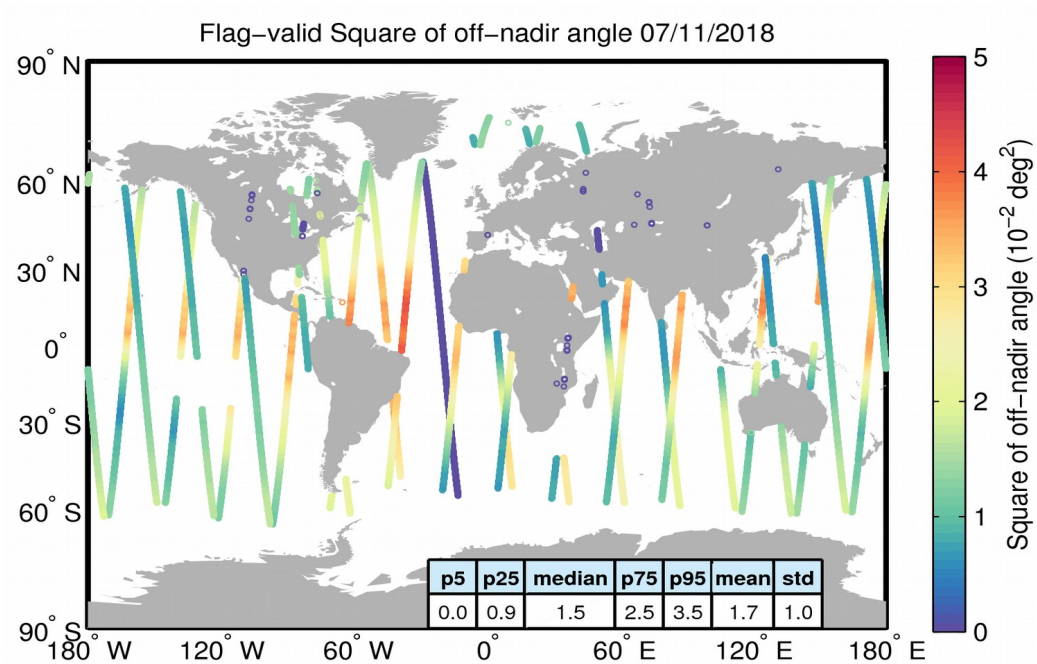 Flag−valid Square of off−nadir angle 07/11/2018
90° N
60° N
30° N
0°
30° S
60° S
90° S
180° W
120° W
60° W
0°
60° E
120° E
180° E
p5 p25 median p75 p95 mean std
0.0 0.9 1.5 2.5 3.5 1.7 1.0
5
4
3
2
1
0
Square of off−nadir angle (10⁻² deg²)